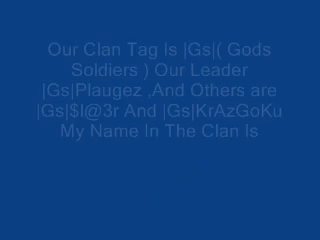 Our Clan Tag Is |Gs|( Gods
Soldiers ) Our Leader
|Gs|Plaugez ,And Others are
|Gs|$l@3r And |Gs|KrAzGoKu
My Name In The Clan Is